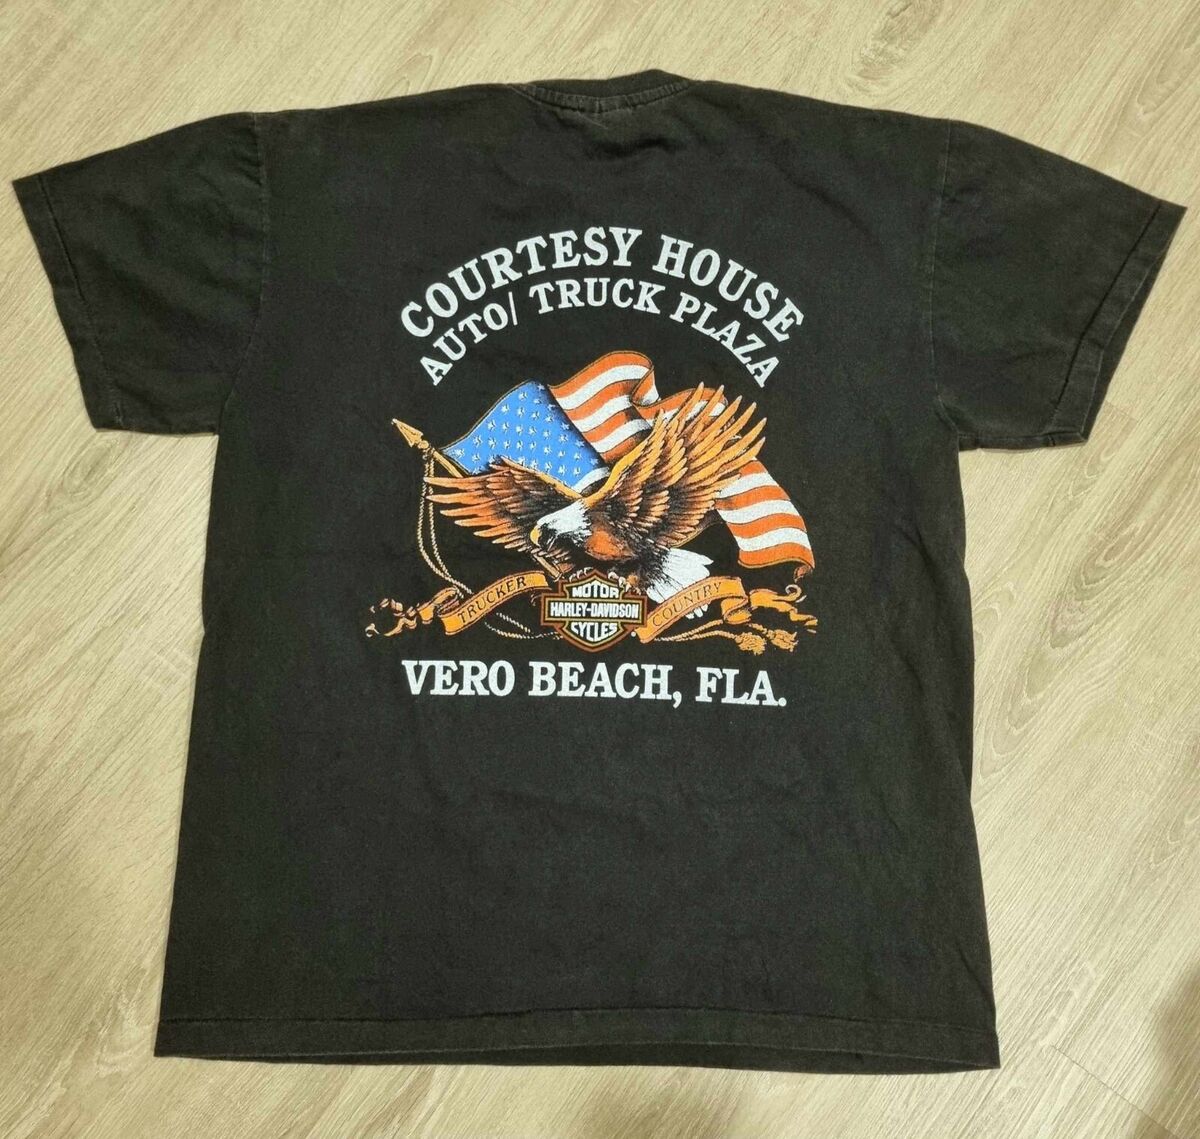 COURTESY HOUSE
AUTO/ TRUCK PLAZA
TRUCKER
COUNTRY
MOTOR
HARLEY-DAVIDSON
CYCLES
VERO BEACH, FLA.